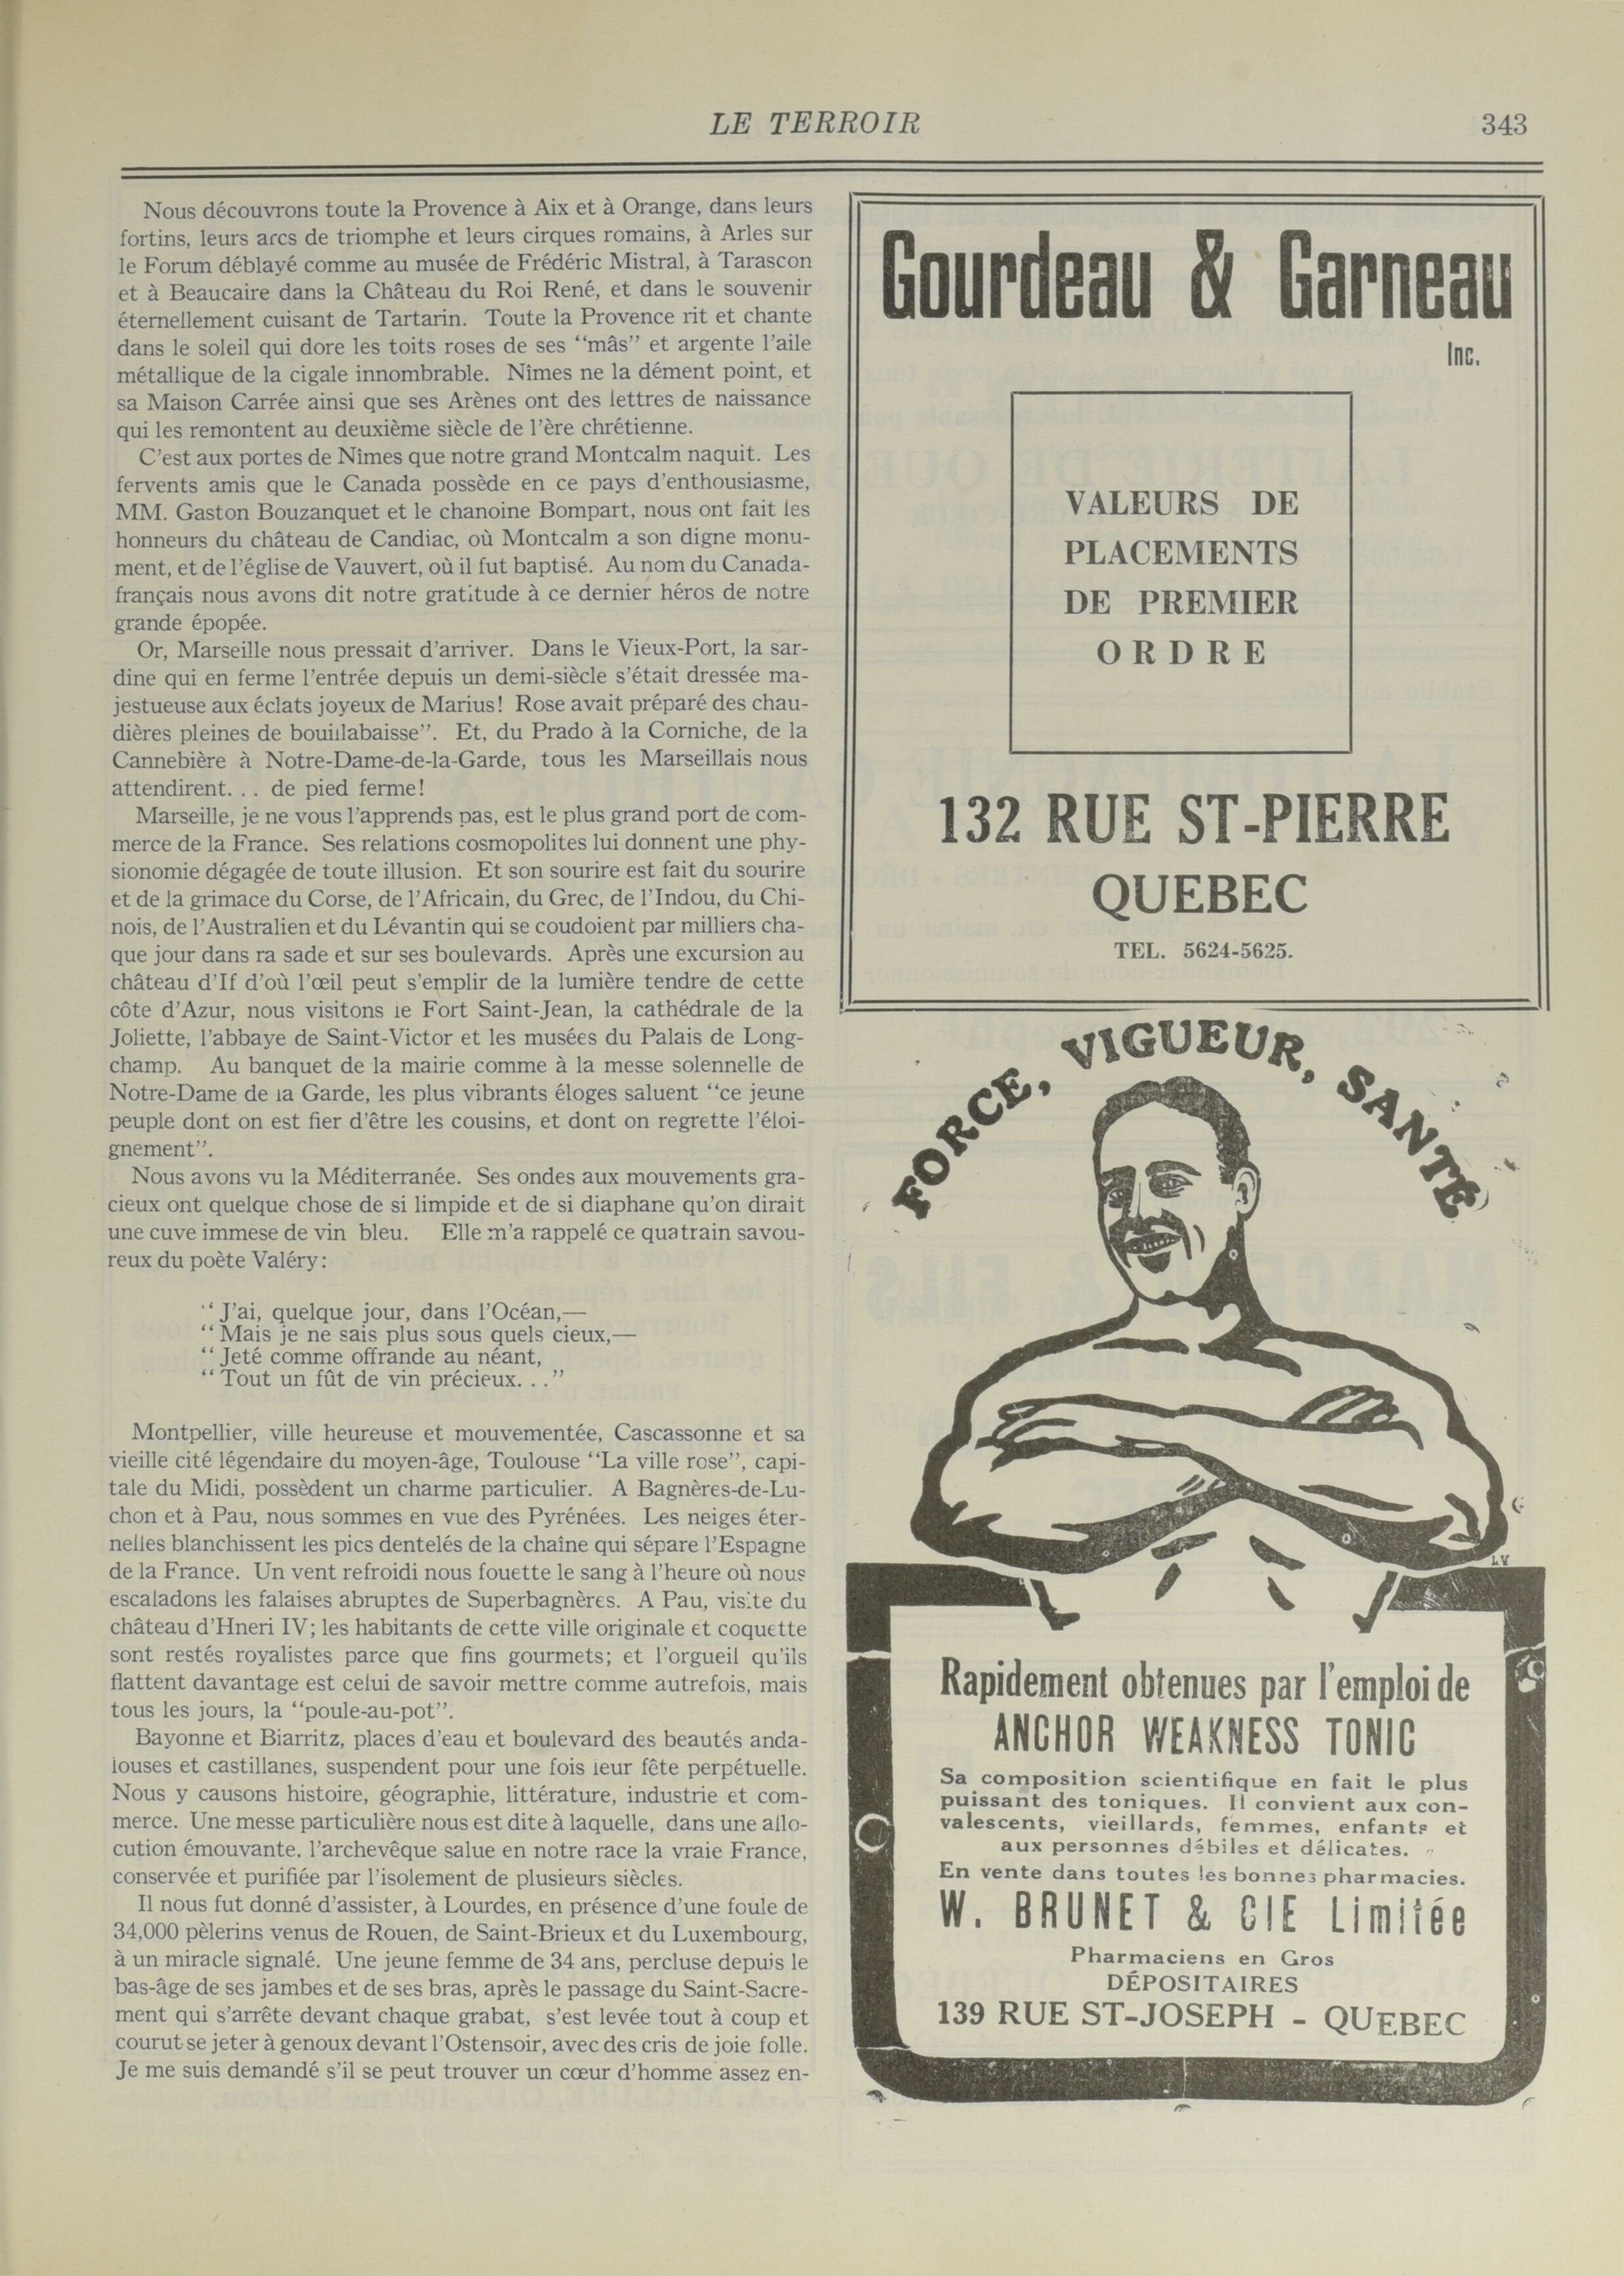 LE TERROIR 343
Nous découvrons toute la Provence à Aix et à Orange, dans leurs
fortins, leurs arcs de triomphe et leurs cirques romains, à Arles sur
le Forum déblayé comme au musée de Frédéric Mistral, à Tarascon
et à Beaucaire dans la Château du Roi René, et dans le souvenir
éternellement cuisant de Tartarin. Toute la Provence rit et chante
dans le soleil qui dore les toits roses de ses “mâs” et argente l’aile
métallique de la cigale innombrable. Nîmes ne la dément point, et
sa Maison Carrée ainsi que ses Arènes ont des lettres de naissance
qui les remontent au deuxième siècle de l’ère chrétienne.
C’est aux portes de Nîmes que notre grand Montcalm naquit. Les
fervents amis que le Canada possède en ce pays d’enthousiasme,
MM. Gaston Bouzanquet et le chanoine Bompart, nous ont fait les
honneurs du château de Candiac, où Montcalm a son digne monu-
ment, et de l’église de Vauvert, où il fut baptisé. Au nom du Canada-
français nous avons dit notre gratitude à ce dernier héros de notre
grande épopée.
Or, Marseille nous pressait d’arriver. Dans le Vieux-Port, la sar-
dine qui en ferme l’entrée depuis un demi-siècle s’était dressée ma-
jestueuse aux éclats joyeux de Marius! Rose avait préparé des chau-
dières pleines de bouillabaisse”. Et, du Prado à la Corniche, de la
Cannebière à Notre-Dame-de-la-Garde, tous les Marseillais nous
attendirent. . . de pied ferme!
Marseille, je ne vous l’apprends pas, est le plus grand port de com-
merce de la France. Ses relations cosmopolites lui donnent une phy-
sionomie dégagée de toute illusion. Et son sourire est fait du sourire
et de la grimace du Corse, de l’Africain, du Grec, de l’Indou, du Chi-
nois, de l’Australien et du Lévantin qui se coudoient par milliers cha-
que jour dans ra sade et sur ses boulevards. Après une excursion au
château d’If d’où l’œil peut s’emplir de la lumière tendre de cette
côte d’Azur, nous visitons le Fort Saint-Jean, la cathédrale de la
Joliette, l’abbaye de Saint-Victor et les musées du Palais de Long-
champ. Au banquet de la mairie comme à la messe solennelle de
Notre-Dame de la Garde, les plus vibrants éloges saluent “ce jeune
peuple dont on est fier d’être les cousins, et dont on regrette l’éloi-
gnement”.
Nous avons vu la Méditerranée. Ses ondes aux mouvements gra-
cieux ont quelque chose de si limpide et de si diaphane qu’on dirait
une cuve immese de vin bleu. Elle m’a rappelé ce quatrain savou-
reux du poète Valéry:
“ J’ai, quelque jour, dans l’Océan,—
“ Mais je ne sais plus sous quels cieux,—
“ Jeté comme offrande au néant,
“ Tout un fût de vin précieux. . .”
Montpellier, ville heureuse et mouvementée, Cascassonne et sa
vieille cité légendaire du moyen-âge, Toulouse “La ville rose”, capi-
tale du Midi, possèdent un charme particulier. A Bagnères-de-Lu-
chon et à Pau, nous sommes en vue des Pyrénées. Les neiges éter-
nelles blanchissent les pics dentelés de la chaîne qui sépare l’Espagne
de la France. Un vent refroidi nous fouette le sang à l’heure où nous
escaladons les falaises abruptes de Superbagnères. A Pau, visite du
château d’Hneri IV; les habitants de cette ville originale et coquette
sont restés royalistes parce que fins gourmets; et l’orgueil qu’ils
flattent davantage est celui de savoir mettre comme autrefois, mais
tous les jours, la “poule-au-pot”.
Bayonne et Biarritz, places d’eau et boulevard des beautés anda-
louses et castillanes, suspendent pour une fois leur fête perpétuelle.
Nous y causons histoire, géographie, littérature, industrie et com-
merce. Une messe particulière nous est dite à laquelle, dans une allo-
cution émouvante, l’archevêque salue en notre race la vraie France,
conservée et purifiée par l’isolement de plusieurs siècles.
Il nous fut donné d’assister, à Lourdes, en présence d’une foule de
34,000 pèlerins venus de Rouen, de Saint-Brieux et du Luxembourg,
à un miracle signalé. Une jeune femme de 34 ans, percluse depuis le
bas-âge de ses jambes et de ses bras, après le passage du Saint-Sacre-
ment qui s’arrête devant chaque grabat, s’est levée tout à coup et
courut se jeter à genoux devant l’Ostensoir, avec des cris de joie folle.
Je me suis demandé s’il se peut trouver un cœur d’homme assez en-
Gourdeau & Garneau
Inc.
VALEURS DE
PLACEMENTS
DE PREMIER
ORDRE
132 RUE ST-PIERRE
QUEBEC
TEL. 5624-5625.
FORCE, VIGUEUR, SANTÉ
L.V
Rapidement obtenues par l’emploi de
ANCHOR WEAKNESS TONIC
Sa composition scientifique en fait le plus
puissant des toniques. Il convient aux con-
valescents, vieillards, femmes, enfants et
aux personnes débiles et délicates.
En vente dans toutes les bonnes pharmacies.
W. BRUNET & CIE Limitée
Pharmaciens en Gros
DÉPOSITAIRES
139 RUE ST-JOSEPH - QUEBEC